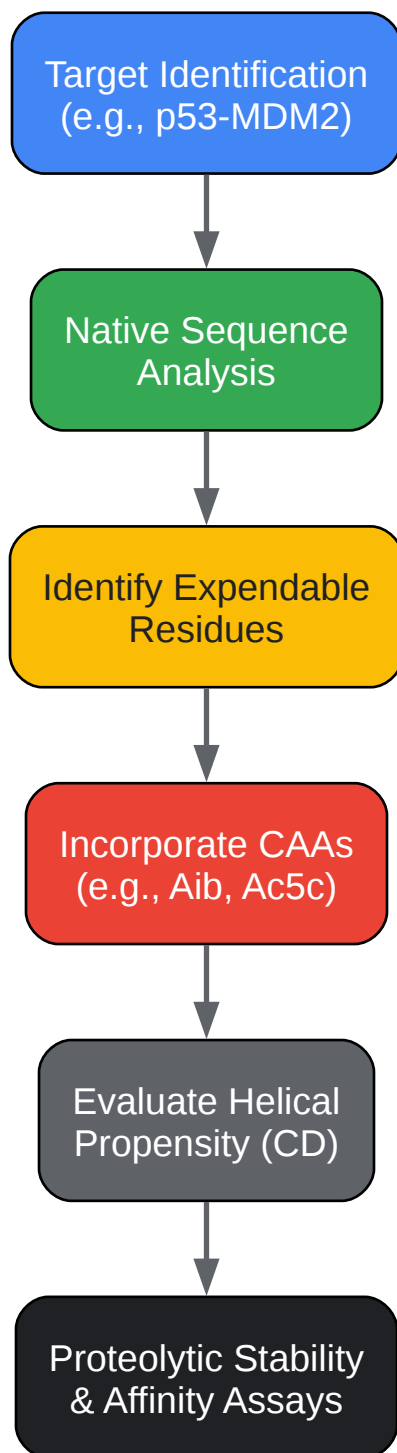 Target Identification
(e.g., p53-MDM2)
Native Sequence
Analysis
Identify Expendable
Residues
Incorporate CAAs
(e.g., Aib, Ac5c)
Evaluate Helical
Propensity (CD)
Proteolytic Stability
& Affinity Assays